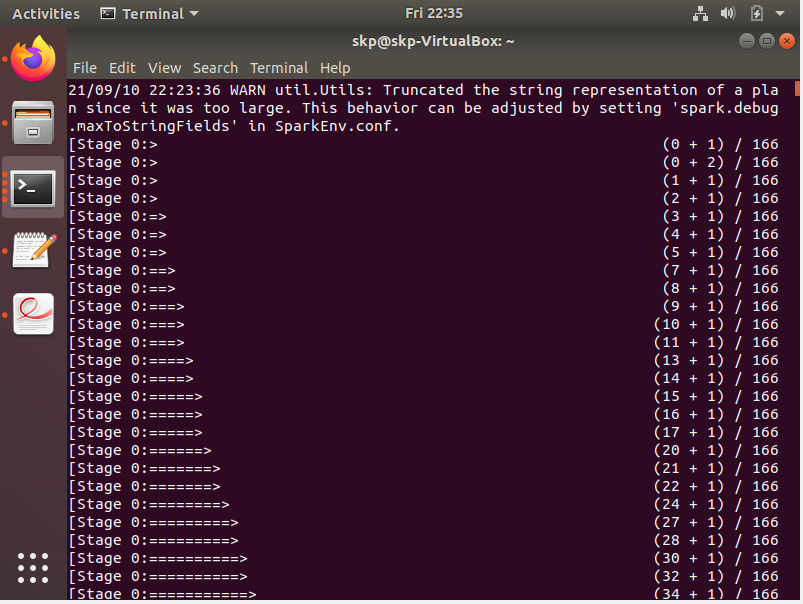 Activities Terminal Fri 22:35
skp@skp-VirtualBox: ~
File Edit View Search Terminal Help
21/09/10 22:23:36 WARN util.Utils: Truncated the string representation of a pla
n since it was too large. This behavior can be adjusted by setting 'spark.debug
.maxToStringFields' in SparkEnv.conf.
[Stage 0:> (0 + 1) / 166
[Stage 0:> (0 + 2) / 166
[Stage 0:> (1 + 1) / 166
[Stage 0:> (2 + 1) / 166
[Stage 0:=> (3 + 1) / 166
[Stage 0:=> (4 + 1) / 166
[Stage 0:=> (5 + 1) / 166
[Stage 0:==> (7 + 1) / 166
[Stage 0:==> (8 + 1) / 166
[Stage 0:===> (9 + 1) / 166
[Stage 0:===> (10 + 1) / 166
[Stage 0:===> (11 + 1) / 166
[Stage 0:====> (13 + 1) / 166
[Stage 0:====> (14 + 1) / 166
[Stage 0:=====> (15 + 1) / 166
[Stage 0:=====> (16 + 1) / 166
[Stage 0:=====> (17 + 1) / 166
[Stage 0:======> (20 + 1) / 166
[Stage 0:=======> (21 + 1) / 166
[Stage 0:=======> (22 + 1) / 166
[Stage 0:========> (24 + 1) / 166
[Stage 0:=========> (27 + 1) / 166
[Stage 0:=========> (28 + 1) / 166
[Stage 0:==========> (30 + 1) / 166
[Stage 0:==========> (32 + 1) / 166
[Stage 0:===========> (34 + 1) / 166